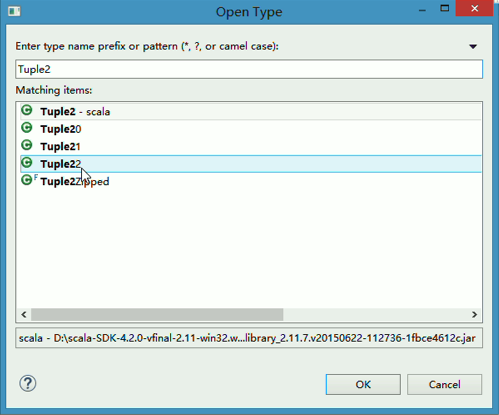 Open Type
Enter type name prefix or pattern (*, ?, or camel case):
Tuple2
Matching items:
Tuple2 - scala
Tuple20
Tuple21
Tuple22
Tuple2Zipped
scala - D:\scala-SDK-4.2.0-vfinal-2.11-win32.w...library_2.11.7.v20150622-112736-1fbce4612c.jar
OK Cancel